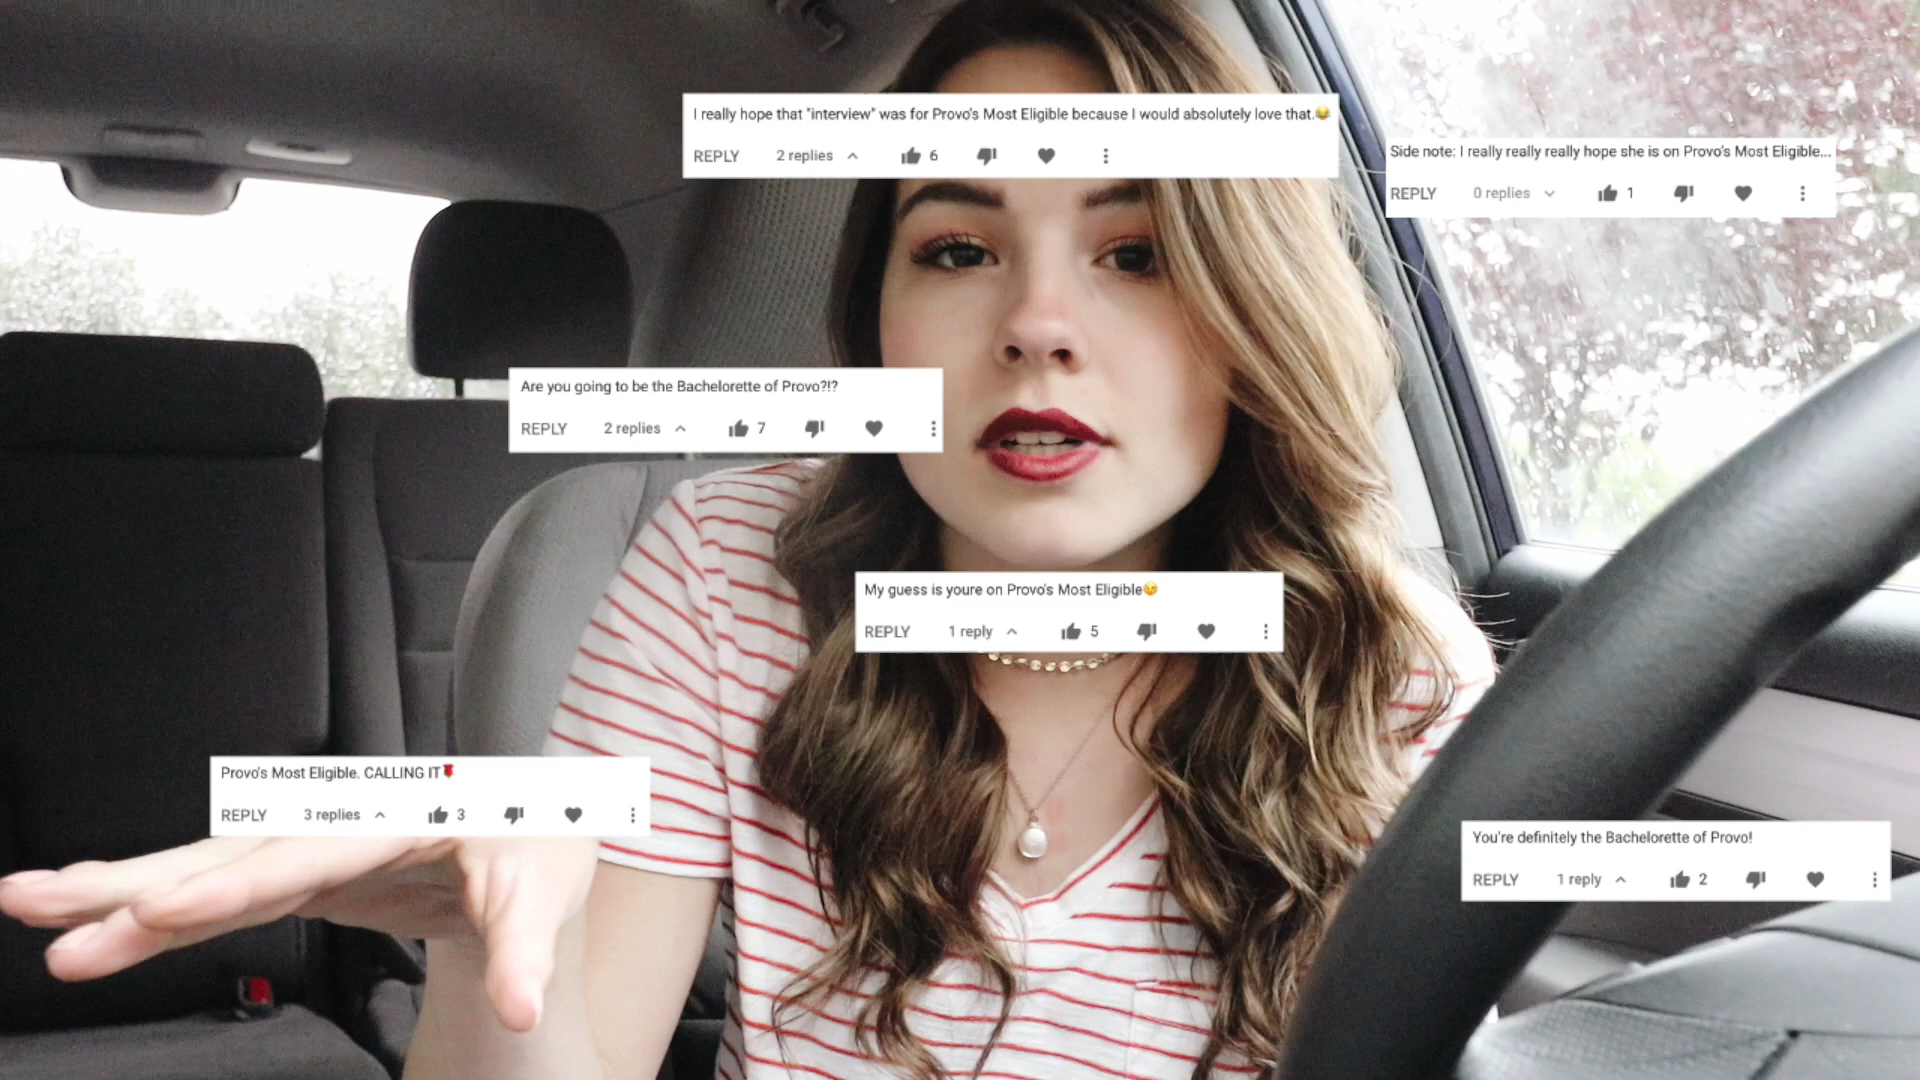 I really hope that "interview" was for Provo's Most Eligible because I would absolutely love that.😂
REPLY 2 replies 6
Side note: I really really really hope she is on Provo's Most Eligible...
REPLY 0 replies 1
Are you going to be the Bachelorette of Provo?!?
REPLY 2 replies 7
My guess is youre on Provo's Most Eligible😉
REPLY 1 reply 5
Provo's Most Eligible. CALLING IT🌹
REPLY 3 replies 3
You're definitely the Bachelorette of Provo!
REPLY 1 reply 2